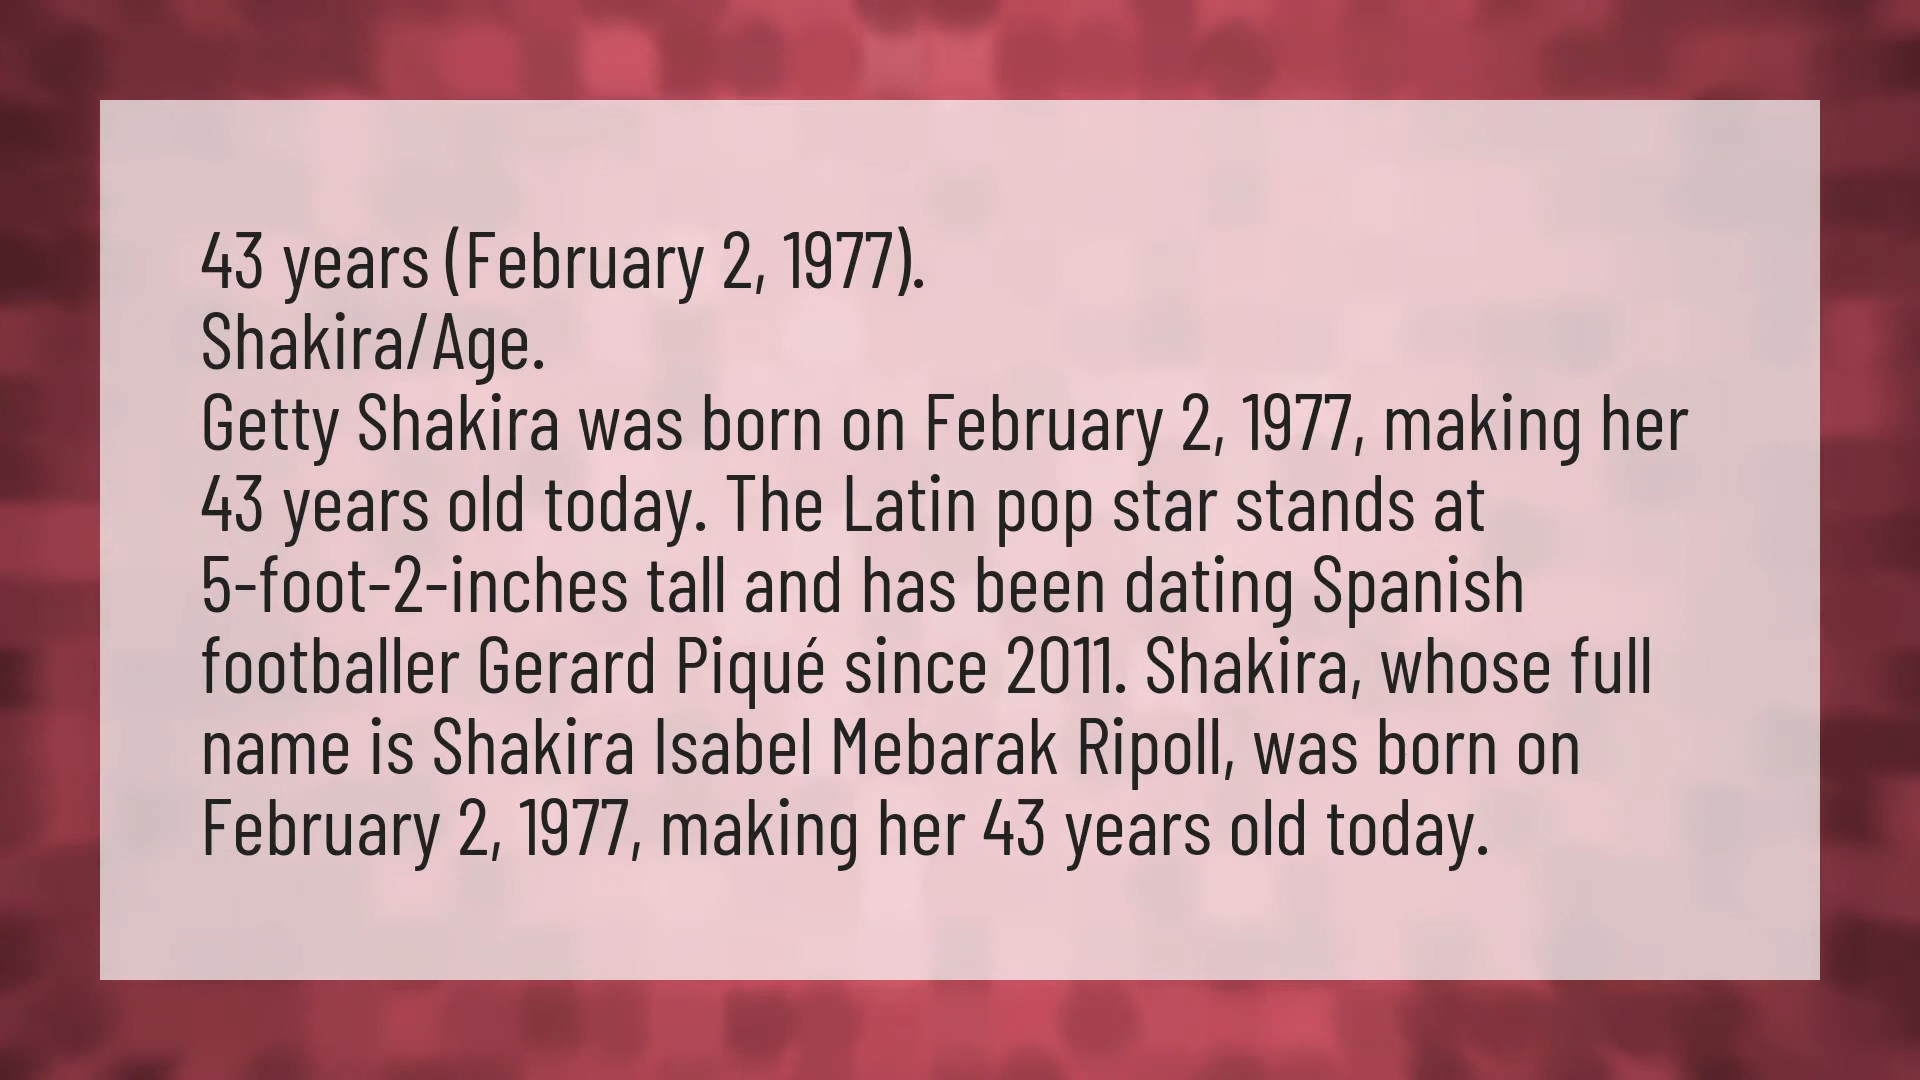 43 years (February 2, 1977).
Shakira/Age.
Getty Shakira was born on February 2, 1977, making her
43 years old today. The Latin pop star stands at
5-foot-2-inches tall and has been dating Spanish
footballer Gerard Piqué since 2011. Shakira, whose full
name is Shakira Isabel Mebarak Ripoll, was born on
February 2, 1977, making her 43 years old today.